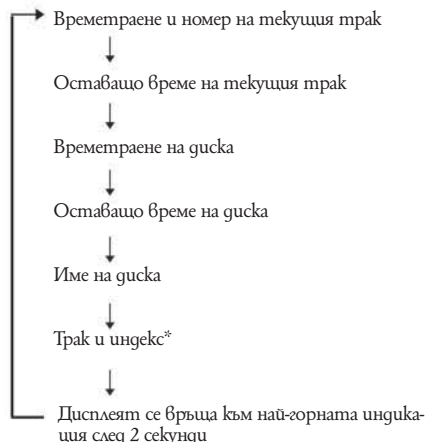 Времетраене и номер на текущия трак
Оставащо време на текущия трак
Времетраене на диска
Оставащо време на диска
Име на диска
Трак и индекс*
Дисплеят се връща към най-горната индика-
ция след 2 секунди